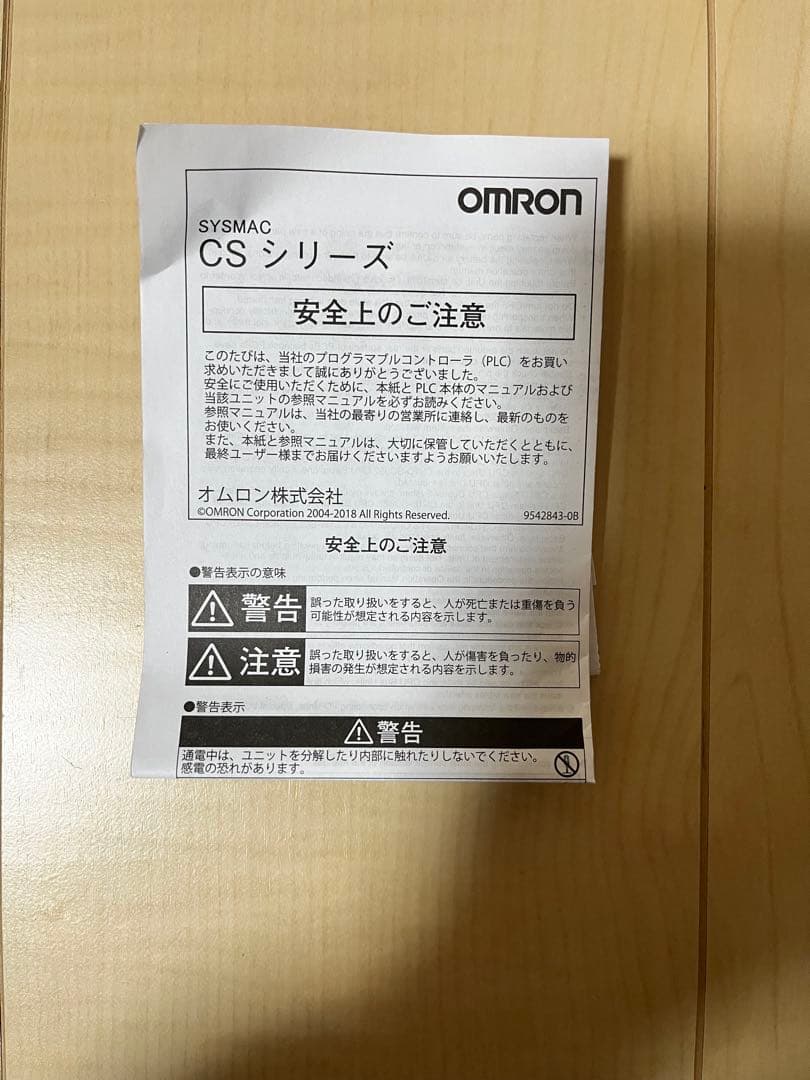 OMRON
SYSMAC
CS シリーズ
安全上のご注意
このたびは、当社のプログラマブルコントローラ（PLC）をお買い
求めいただきまして誠にありがとうございました。
安全にご使用いただくために、本紙と PLC 本体のマニュアルおよび
当該ユニットの参照マニュアルを必ずお読みください。
参照マニュアルは、当社の最寄りの営業所に連絡し、最新のものを
お使いください。
また、本紙と参照マニュアルは、大切に保管していただくとともに、
最終ユーザー様までお届けくださいますようお願いいたします。
オムロン株式会社
©OMRON Corporation 2004-2018 All Rights Reserved. 9542843-0B
安全上のご注意
●警告表示の意味
警告 誤った取り扱いをすると、人が死亡または重傷を負う
可能性が想定される内容を示します。
注意 誤った取り扱いをすると、人が傷害を負ったり、物的
損害の発生が想定される内容を示します。
●警告表示
警告
通電中は、ユニットを分解したり内部に触れたりしないでください。
感電の恐れがあります。